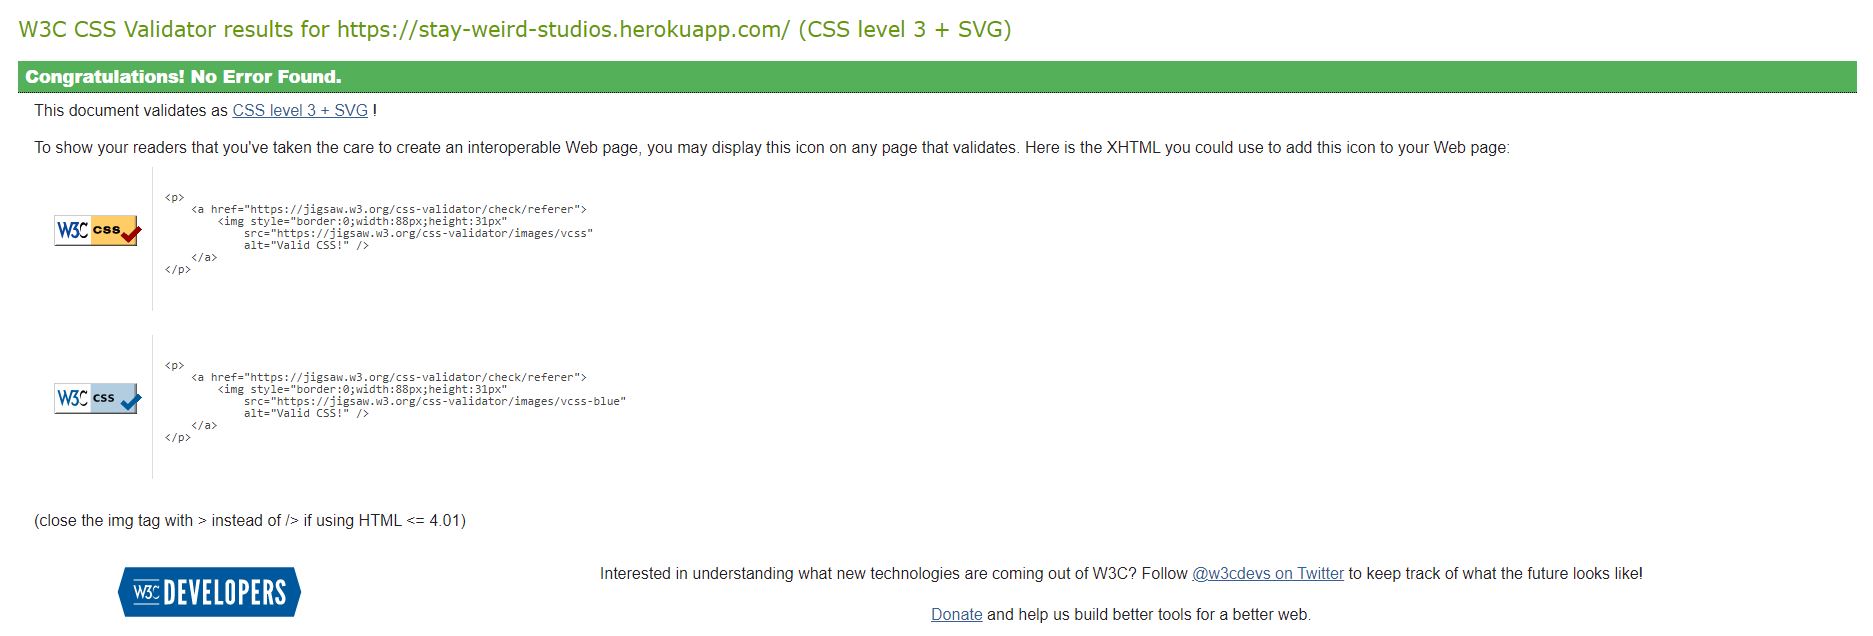 W3C CSS Validator results for https://stay-weird-studios.herokuapp.com/ (CSS level 3 + SVG)
Congratulations! No Error Found.
This document validates as CSS level 3 + SVG !
To show your readers that you've taken the care to create an interoperable Web page, you may display this icon on any page that validates. Here is the XHTML you could use to add this icon to your Web page:
W3C css
<p>
<a href="https://jigsaw.w3.org/css-validator/check/referer">
<img style="border:0;width:88px;height:31px"
src="https://jigsaw.w3.org/css-validator/images/vcss"
alt="Valid CSS!" />
</a>
</p>
W3C css
<p>
<a href="https://jigsaw.w3.org/css-validator/check/referer">
<img style="border:0;width:88px;height:31px"
src="https://jigsaw.w3.org/css-validator/images/vcss-blue"
alt="Valid CSS!" />
</a>
</p>
(close the img tag with > instead of /> if using HTML <= 4.01)
W3C DEVELOPERS
Interested in understanding what new technologies are coming out of W3C? Follow @w3cdevs on Twitter to keep track of what the future looks like!
Donate and help us build better tools for a better web.